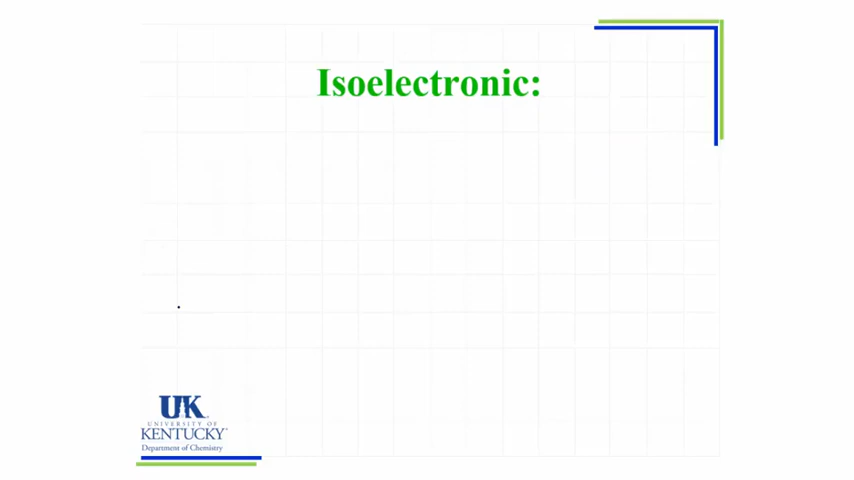 Isoelectronic:
UK
UNIVERSITY OF
KENTUCKY
Department of Chemistry